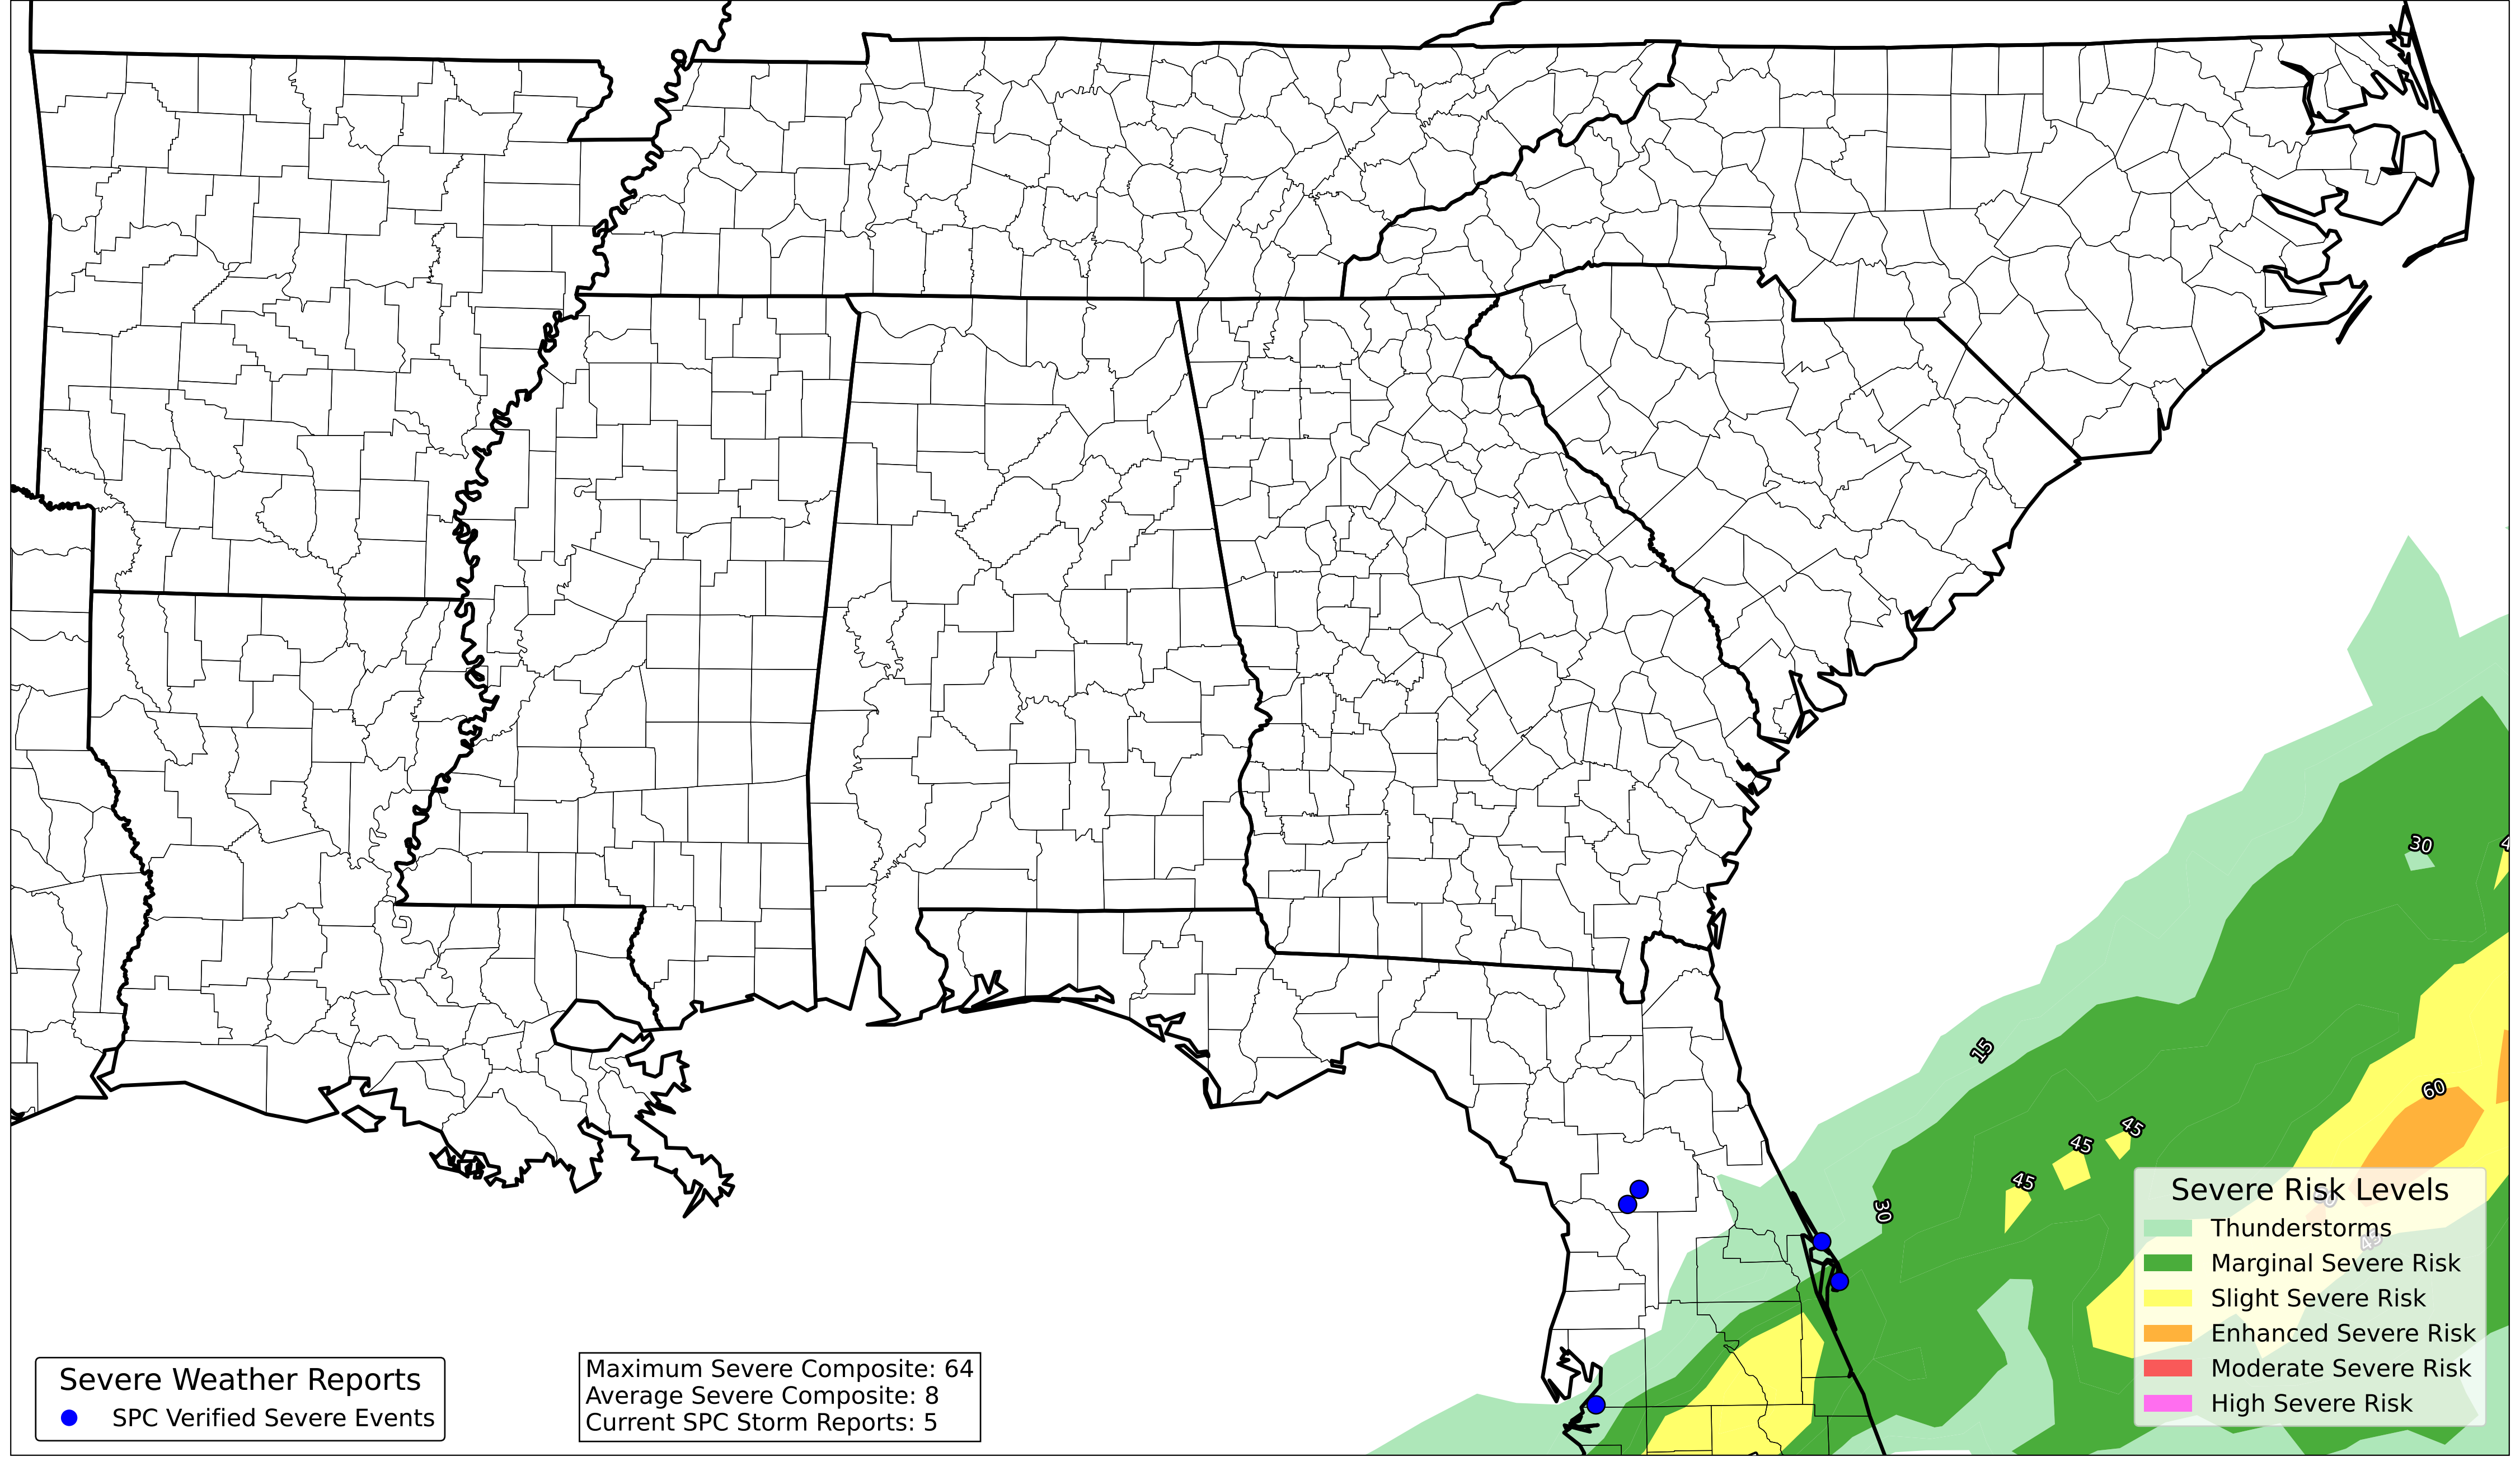 30
15
60
45
45
45
30
Severe Risk Levels
Thunderstorms
45
Marginal Severe Risk
Slight Severe Risk
Enhanced Severe Risk
Moderate Severe Risk
High Severe Risk
Severe Weather Reports
SPC Verified Severe Events
Maximum Severe Composite: 64
Average Severe Composite: 8
Current SPC Storm Reports: 5